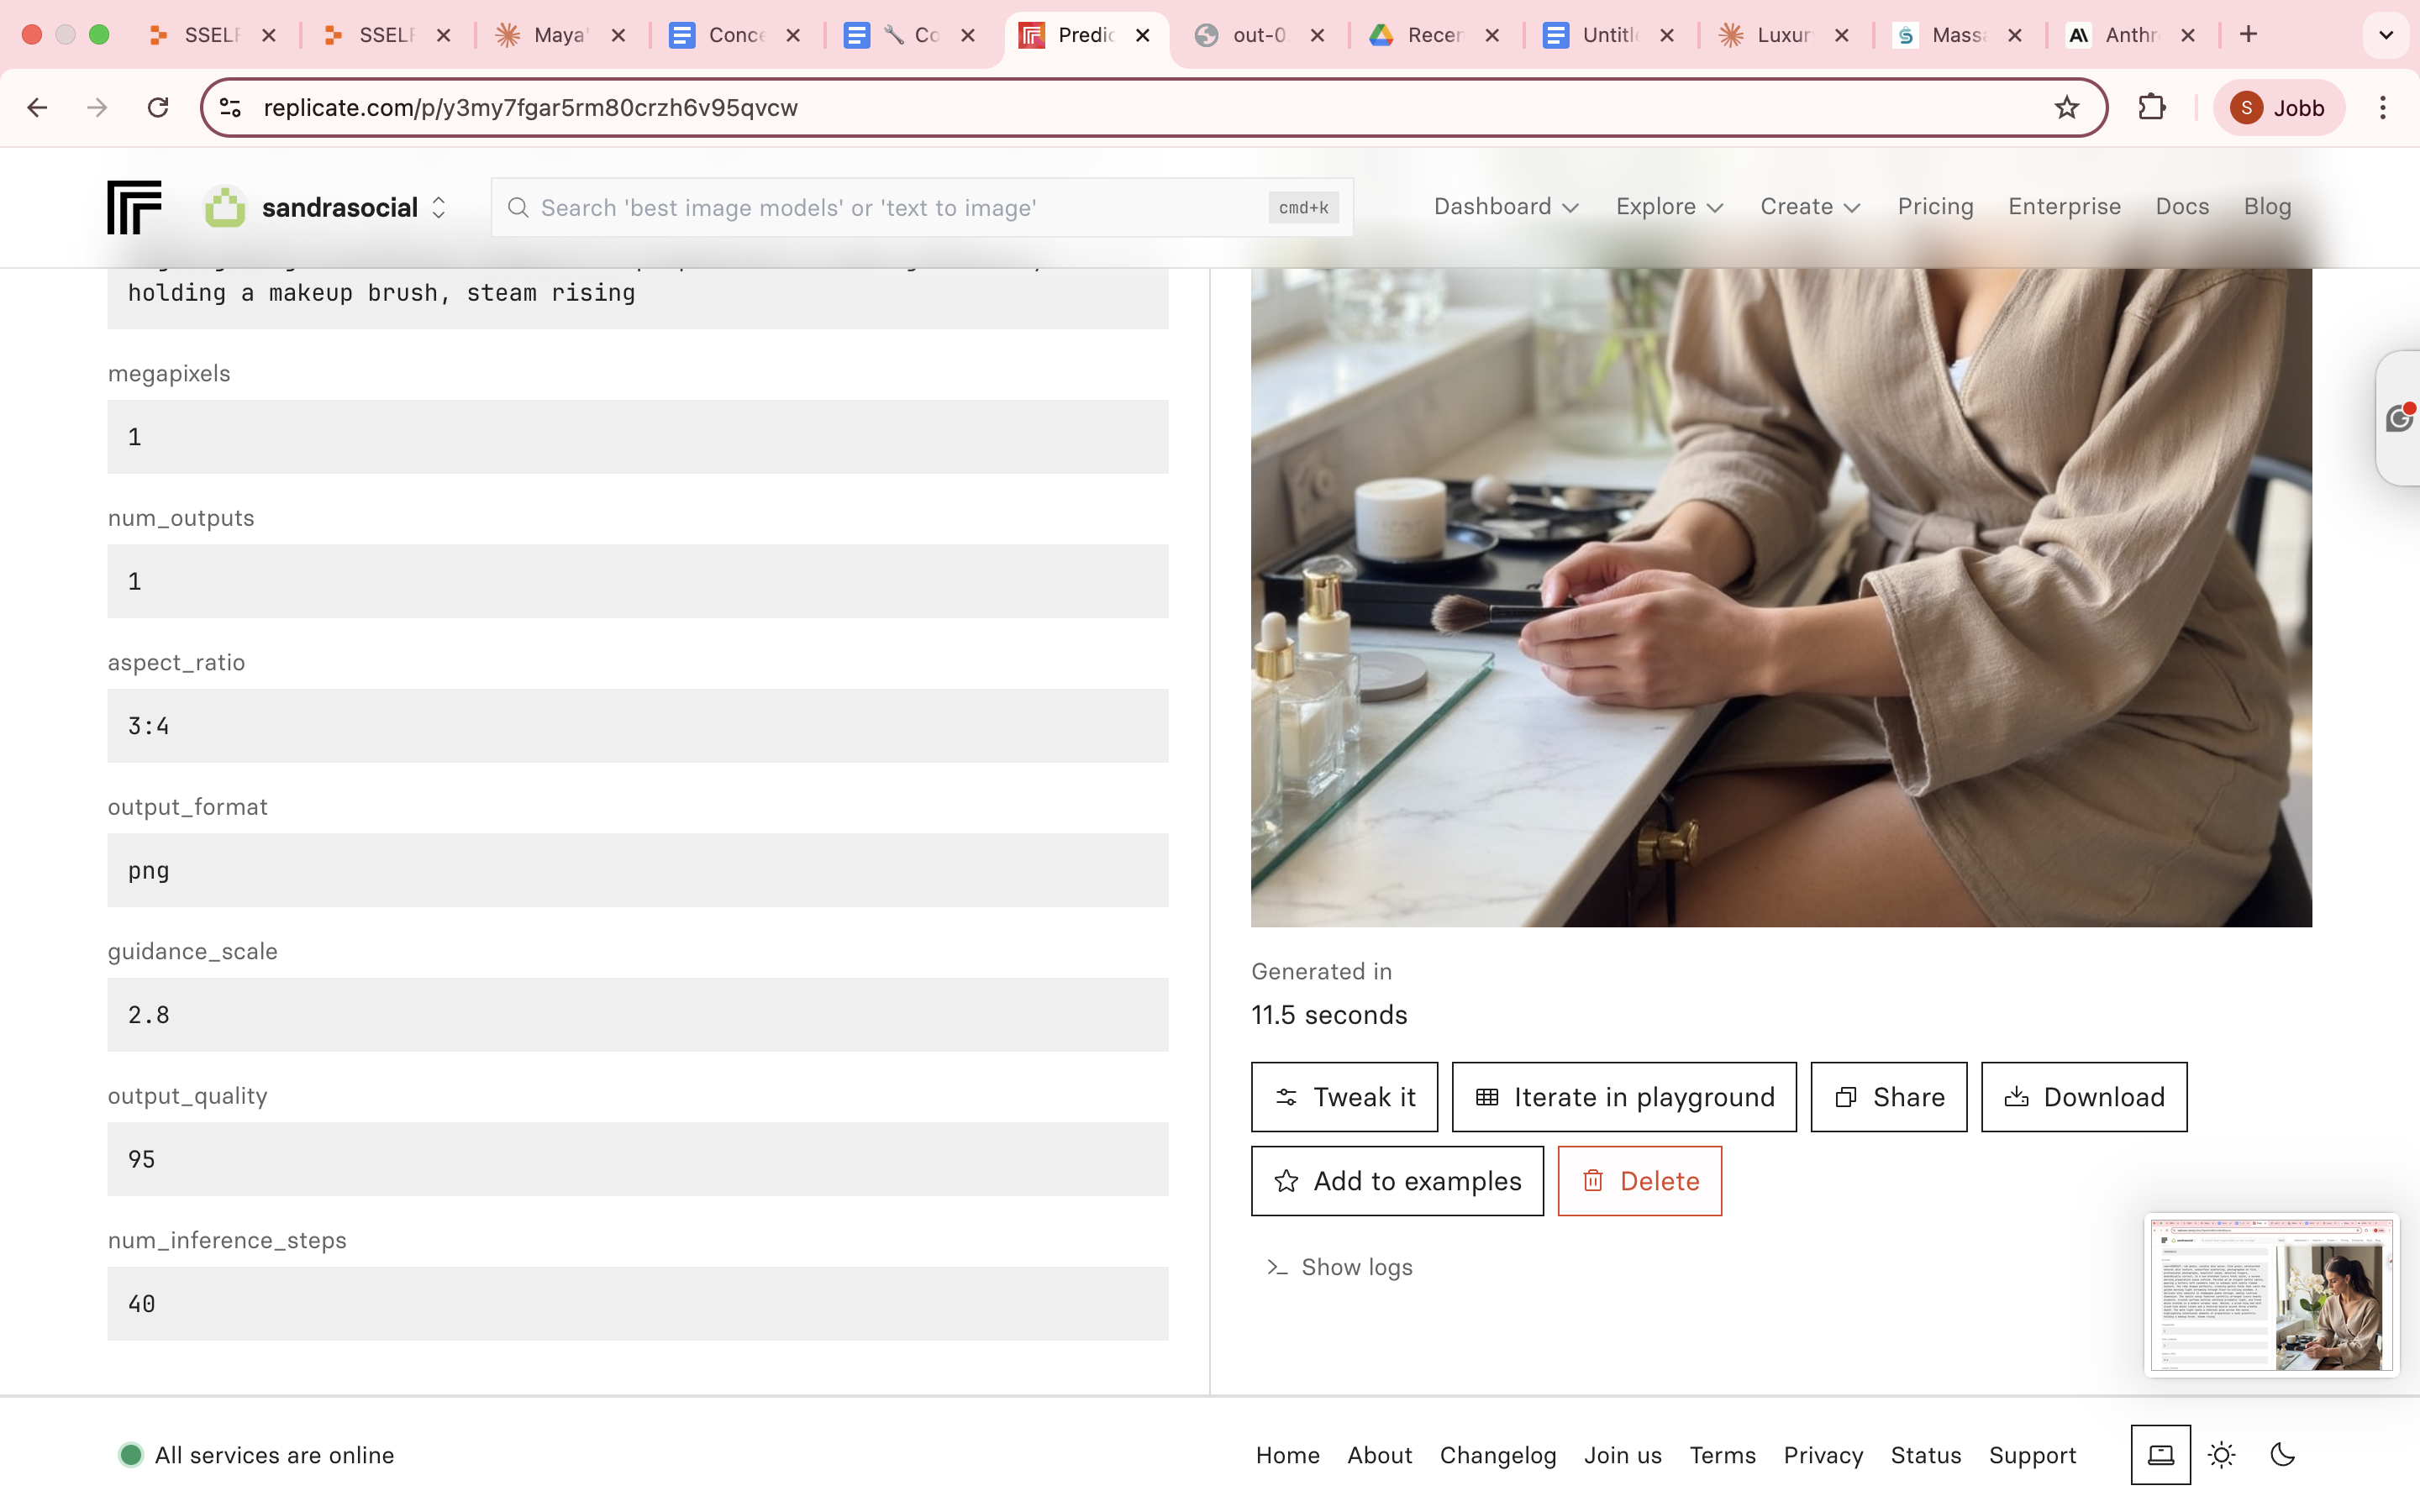 SSELF
SSELF
Maya'
Conce
Co
Predic
out-0
Recen
Untitle
Luxur
Massa
Anthr
replicate.com/p/y3my7fgar5rm80crzh6v95qvcw
S Jobb
sandrasocial
Search 'best image models' or 'text to image'
cmd+k
Dashboard
Explore
Create
Pricing
Enterprise
Docs
Blog
holding a makeup brush, steam rising
megapixels
1
num_outputs
1
aspect_ratio
3:4
output_format
png
guidance_scale
2.8
output_quality
95
num_inference_steps
40
Generated in
11.5 seconds
Tweak it
Iterate in playground
Share
Download
Add to examples
Delete
Show logs
All services are online
Home
About
Changelog
Join us
Terms
Privacy
Status
Support